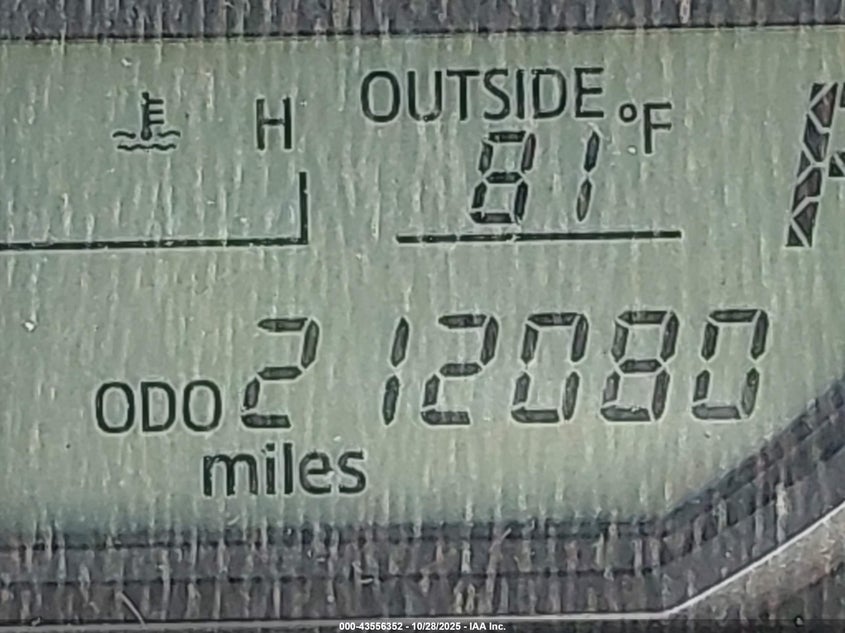 OUTSIDE
H 81 °F
ODO 212080
miles
000-43556352 - 10/28/2025 - IAA Inc.